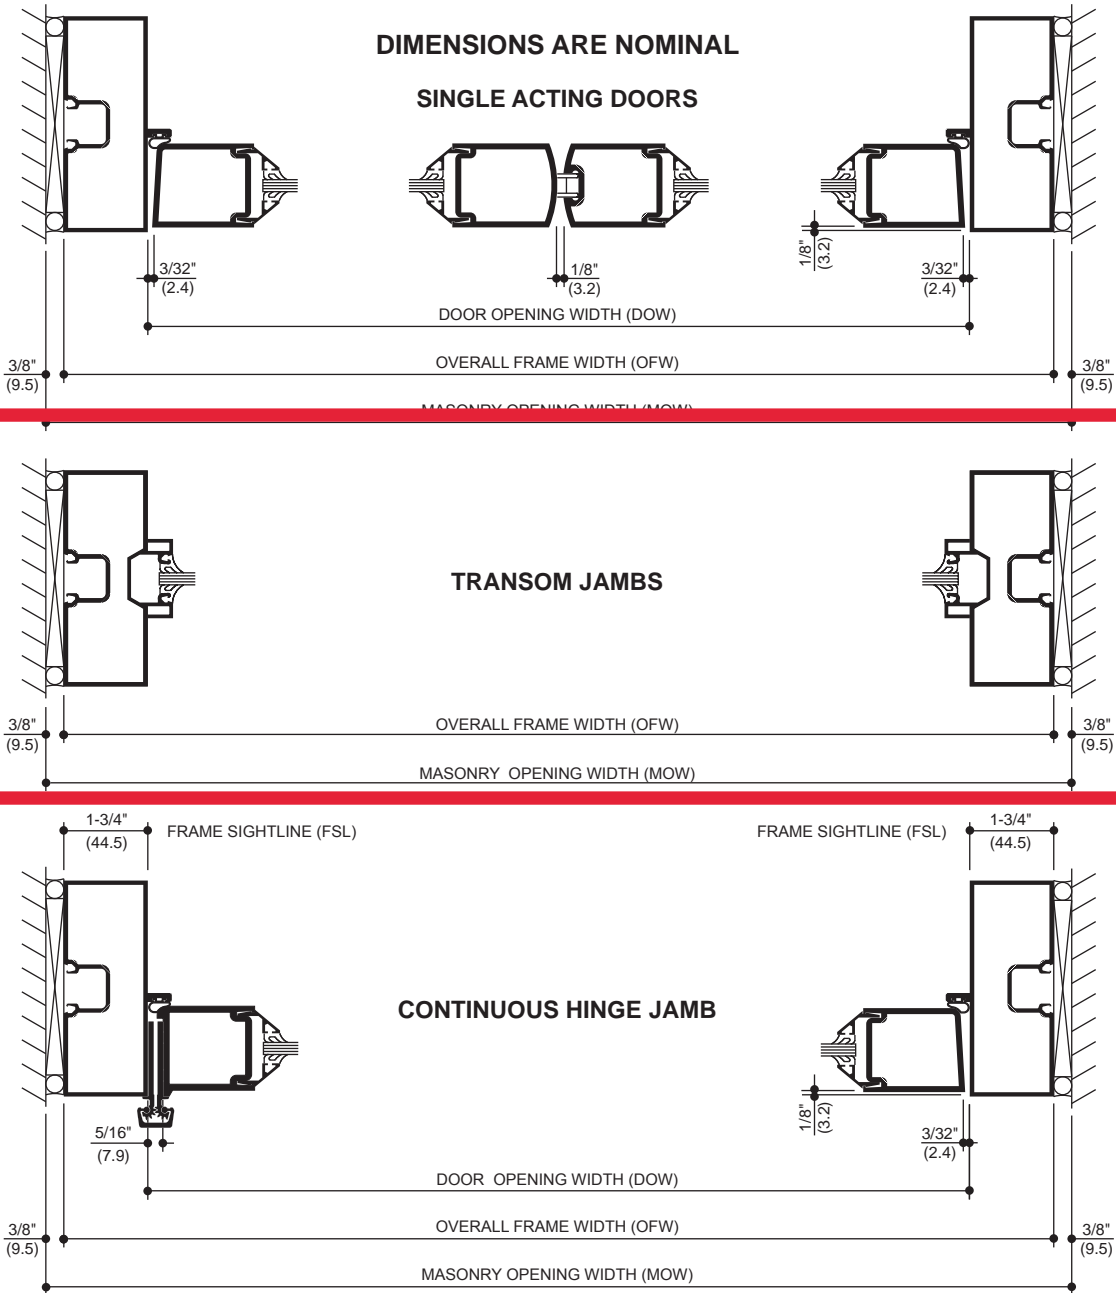 DIMENSIONS ARE NOMINAL
SINGLE ACTING DOORS
3/32"
(2.4)
1/8"
(3.2)
1/8"
(3.2)
3/32"
(2.4)
DOOR OPENING WIDTH (DOW)
3/8"
(9.5)
OVERALL FRAME WIDTH (OFW)
3/8"
(9.5)
MASONRY OPENING WIDTH (MOW)
TRANSOM JAMBS
3/8"
(9.5)
OVERALL FRAME WIDTH (OFW)
3/8"
(9.5)
MASONRY OPENING WIDTH (MOW)
1-3/4"
(44.5)
FRAME SIGHTLINE (FSL)
FRAME SIGHTLINE (FSL)
1-3/4"
(44.5)
CONTINUOUS HINGE JAMB
5/16"
(7.9)
1/8"
(3.2)
3/32"
(2.4)
DOOR OPENING WIDTH (DOW)
3/8"
(9.5)
OVERALL FRAME WIDTH (OFW)
3/8"
(9.5)
MASONRY OPENING WIDTH (MOW)